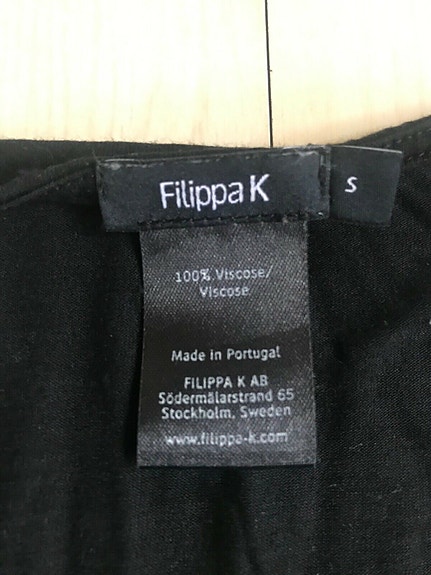 Filippa K
S
100% Viscose/
Viscose
Made in Portugal
FILIPPA K AB
Södermälarstrand 65
Stockholm, Sweden
www.filippa-k.com